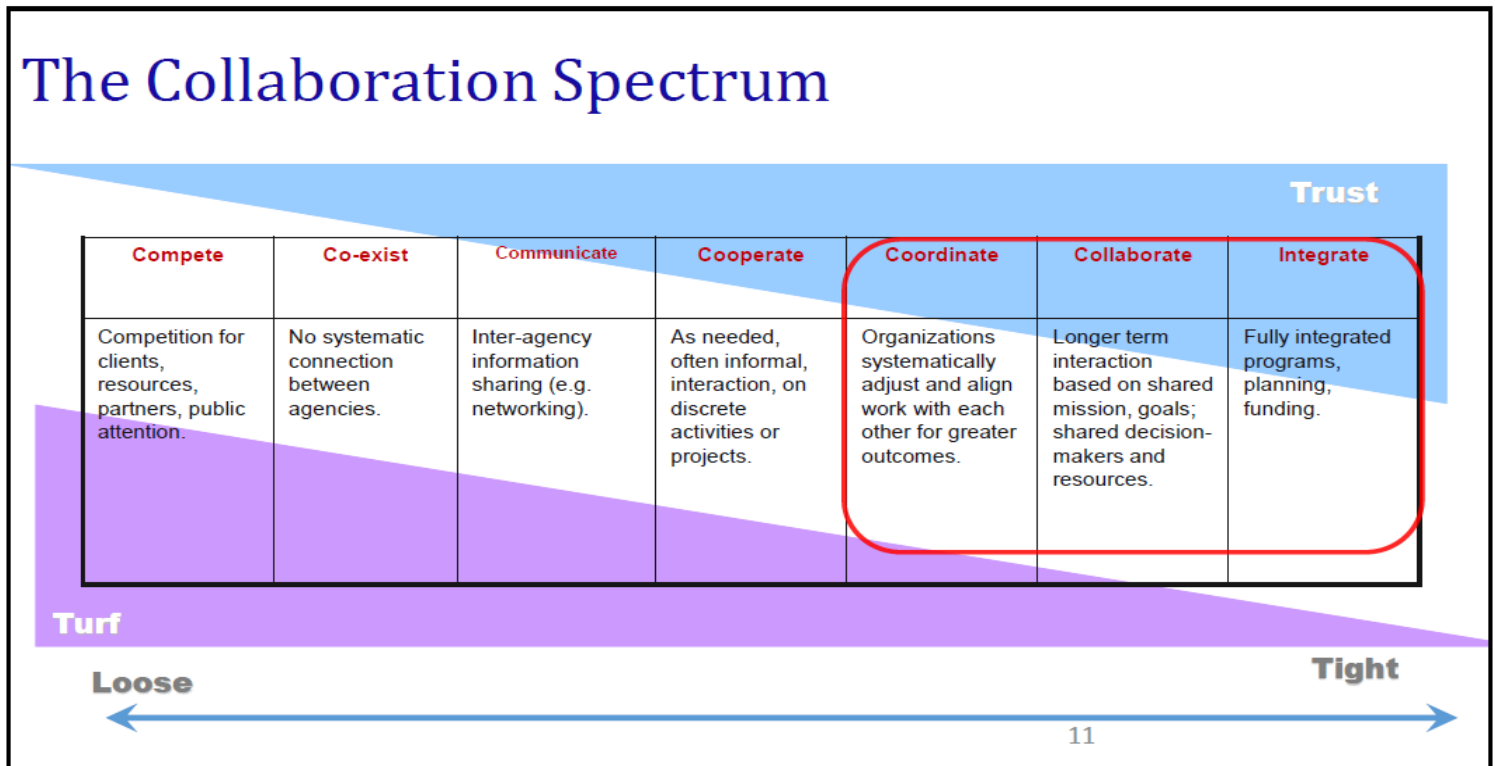 The Collaboration Spectrum
Trust
Compete
Co-exist
Communicate
Cooperate
Coordinate
Collaborate
Integrate
Competition for
clients,
resources,
partners, public
attention.
No systematic
connection
between
agencies.
Inter-agency
information
sharing (e.g.
networking).
As needed,
often informal,
interaction, on
discrete
activities or
projects.
Organizations
systematically
adjust and align
work with each
other for greater
outcomes.
Longer term
interaction
based on shared
mission, goals;
shared decision-
makers and
resources.
Fully integrated
programs,
planning,
funding.
Turf
Loose
Tight
11